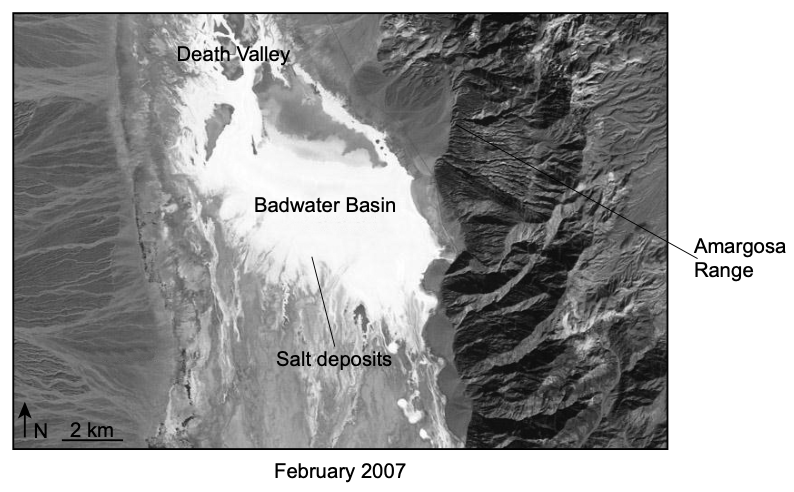 Death Valley
Badwater Basin
Amargosa
Range
Salt deposits
N
2 km
February 2007